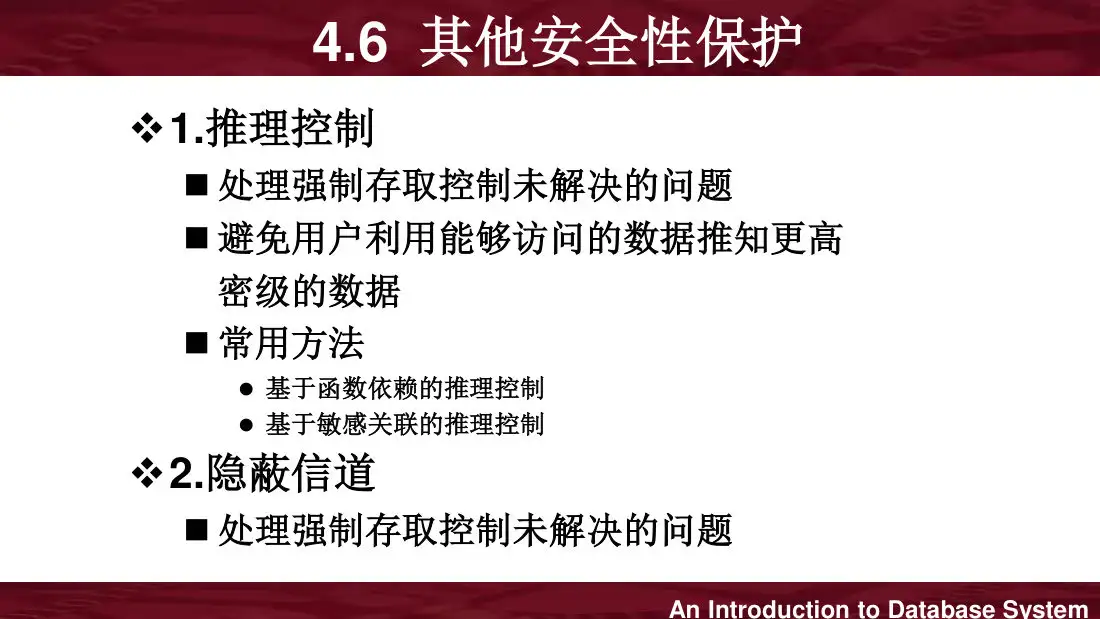 4.6 其他安全性保护
❖1.推理控制
■ 处理强制存取控制未解决的问题
■ 避免用户利用能够访问的数据推知更高
密级的数据
■ 常用方法
● 基于函数依赖的推理控制
● 基于敏感关联的推理控制
❖2.隐蔽信道
■ 处理强制存取控制未解决的问题
An Introduction to Database System